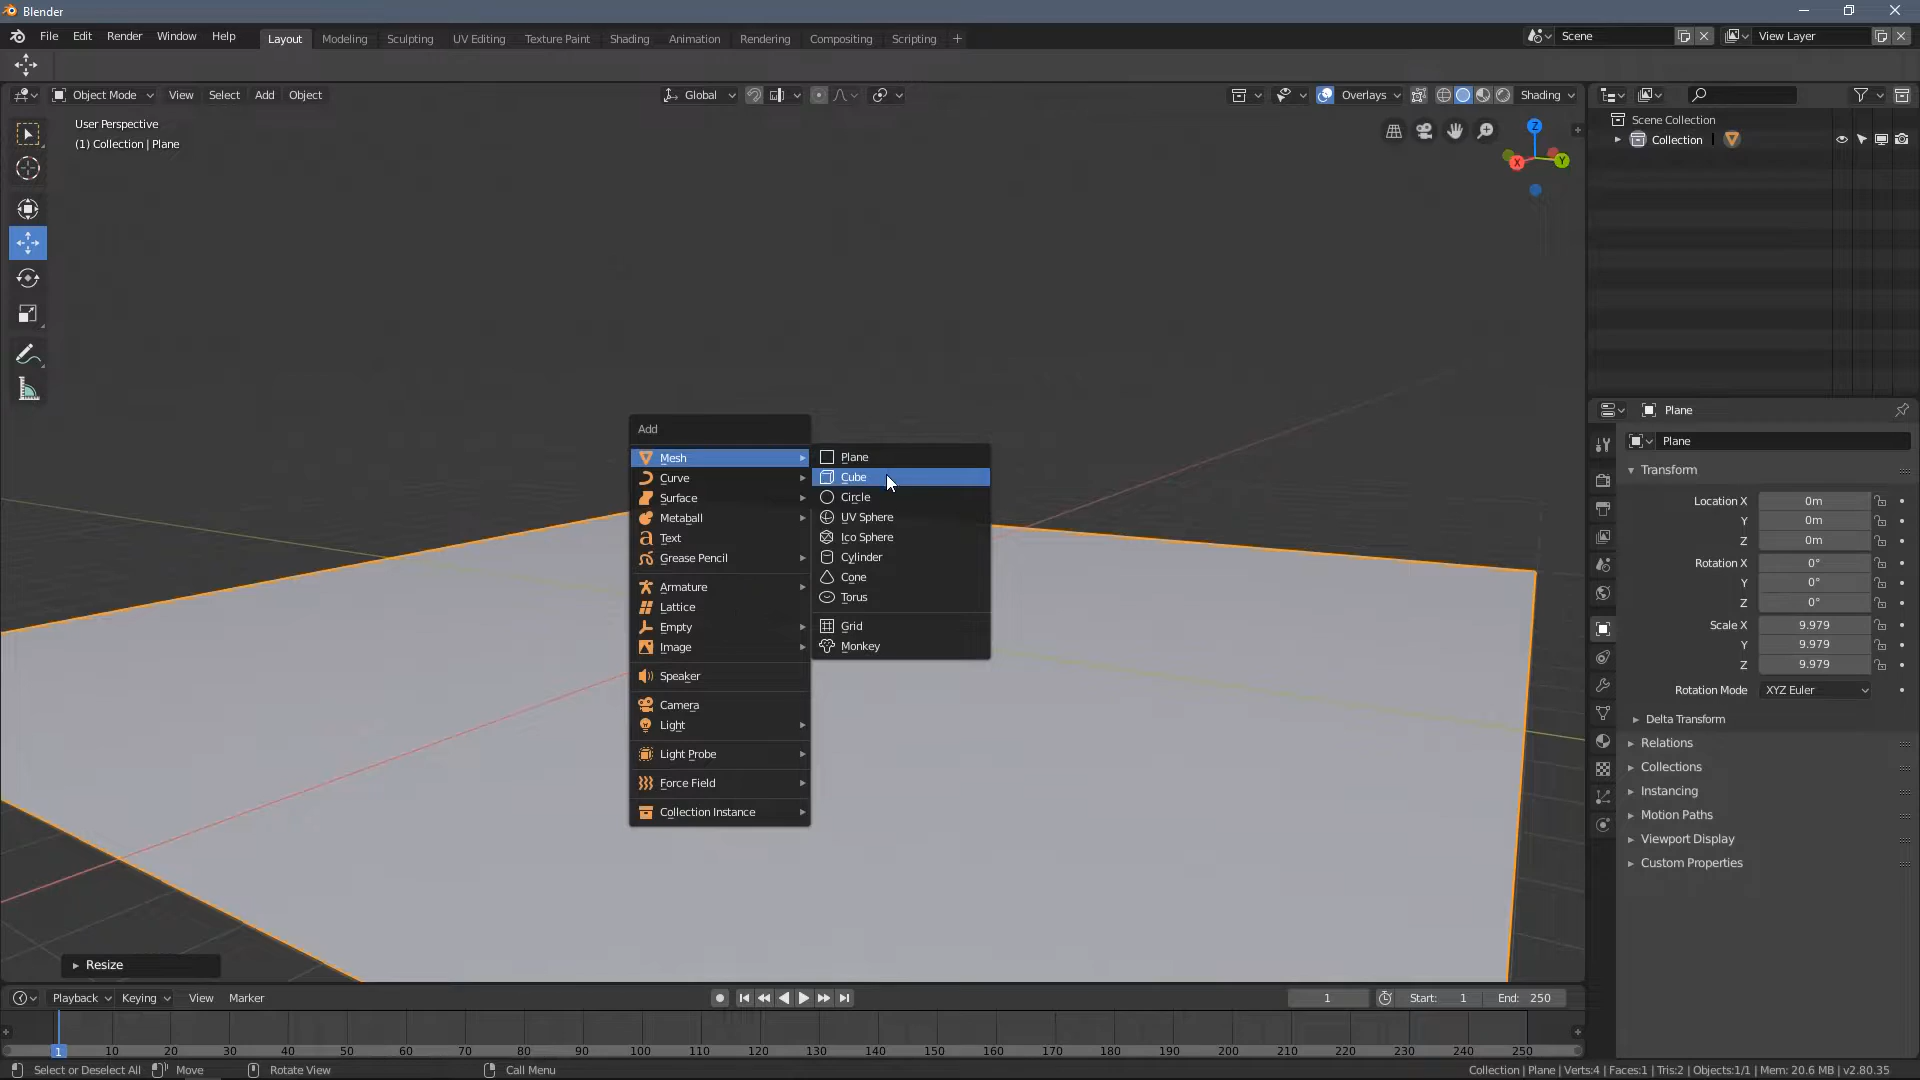 Blender
File Edit Render Window Help Layout Modeling Sculpting UV Editing Texture Paint Shading Animation Rendering Compositing Scripting + Scene View Layer
Object Mode View Select Add Object Global Overlays Shading
User Perspective
(1) Collection | Plane
Z
X
Y
Scene Collection
Collection
Add
Mesh
Curve
Surface
Metaball
Text
Grease Pencil
Armature
Lattice
Empty
Image
Speaker
Camera
Light
Light Probe
Force Field
Collection Instance
Plane
Cube
Circle
UV Sphere
Ico Sphere
Cylinder
Cone
Torus
Grid
Monkey
Plane
Plane
Transform
Location X 0m
Y 0m
Z 0m
Rotation X 0°
Y 0°
Z 0°
Scale X 9.979
Y 9.979
Z 9.979
Rotation Mode XYZ Euler
Delta Transform
Relations
Collections
Instancing
Motion Paths
Viewport Display
Custom Properties
Resize
Playback Keying View Marker 1 Start: 1 End: 250
1 10 20 30 40 50 60 70 80 90 100 110 120 130 140 150 160 170 180 190 200 210 220 230 240 250
Select or Deselect All Move Rotate View Call Menu Collection | Plane | Verts:4 | Faces:1 | Tris:2 | Objects:1/1 | Mem: 20.6 MB | v2.80.35